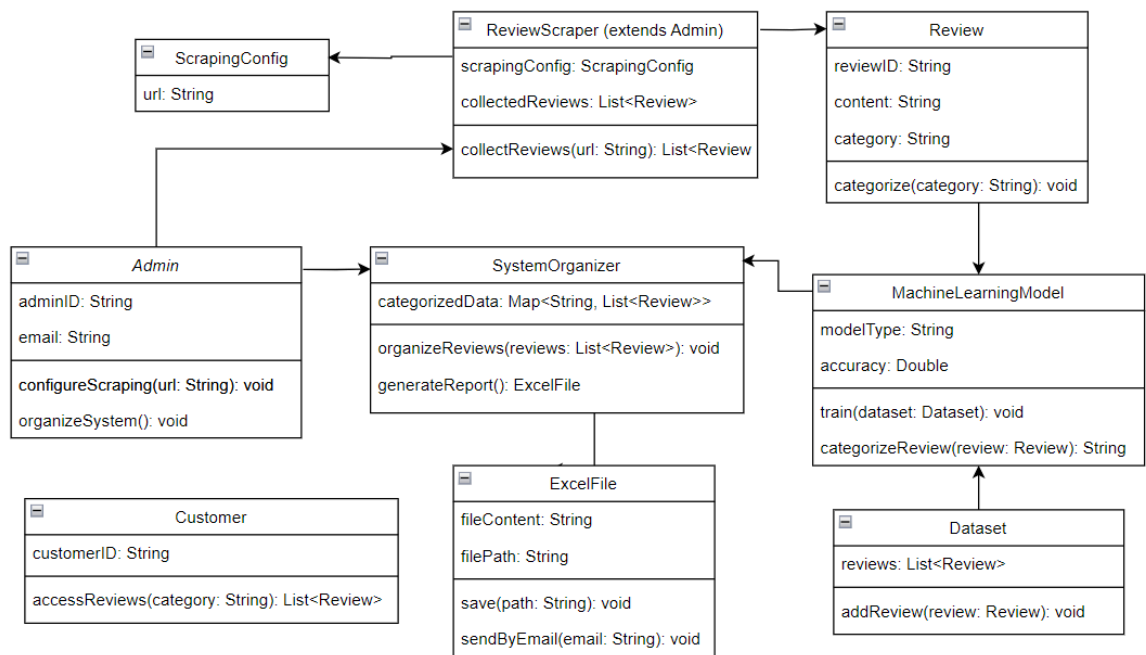 ScrapingConfig
url: String
ReviewScraper (extends Admin)
scrapingConfig: ScrapingConfig
collectedReviews: List<Review>
collectReviews(url: String): List<Review
Review
reviewID: String
content: String
category: String
categorize(category: String): void
Admin
adminID: String
email: String
configureScraping(url: String): void
organizeSystem(): void
SystemOrganizer
categorizedData: Map<String, List<Review>>
organizeReviews(reviews: List<Review>): void
generateReport(): ExcelFile
MachineLearningModel
modelType: String
accuracy: Double
train(dataset: Dataset): void
categorizeReview(review: Review): String
Customer
customerID: String
accessReviews(category: String): List<Review>
ExcelFile
fileContent: String
filePath: String
save(path: String): void
sendByEmail(email: String): void
Dataset
reviews: List<Review>
addReview(review: Review): void